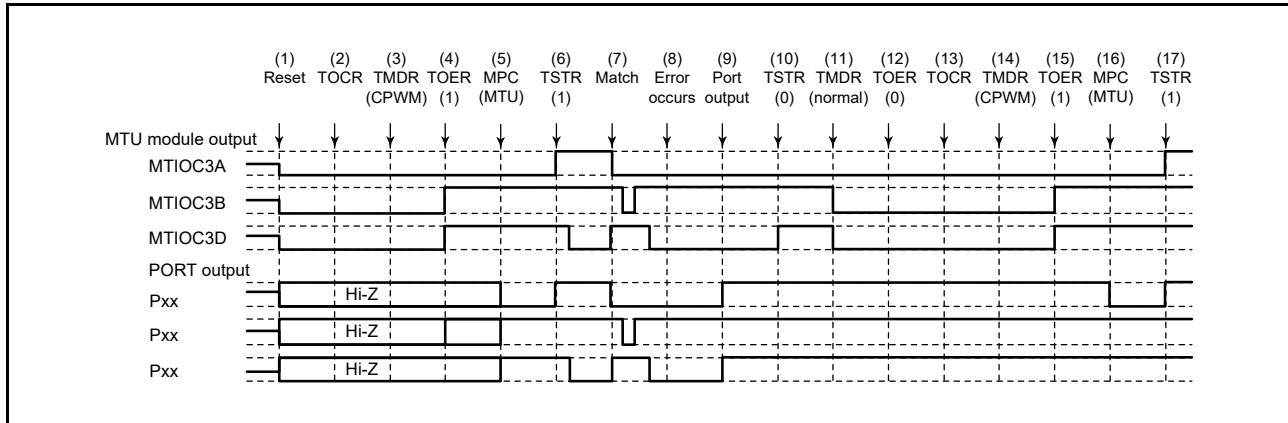 (1) (2) (3) (4) (5) (6) (7) (8) (9) (10) (11) (12) (13) (14) (15) (16) (17)
Reset TOCR TMDR TOER MPC TSTR Match Error Port TSTR TMDR TOER TOCR TMDR TOER MPC TSTR
(CPWM) (1) (MTU) (1) occurs output (0) (normal) (0) (CPWM) (1) (MTU) (1)
MTU module output
MTIOC3A
MTIOC3B
MTIOC3D
PORT output
Pxx Hi-Z
Pxx Hi-Z
Pxx Hi-Z